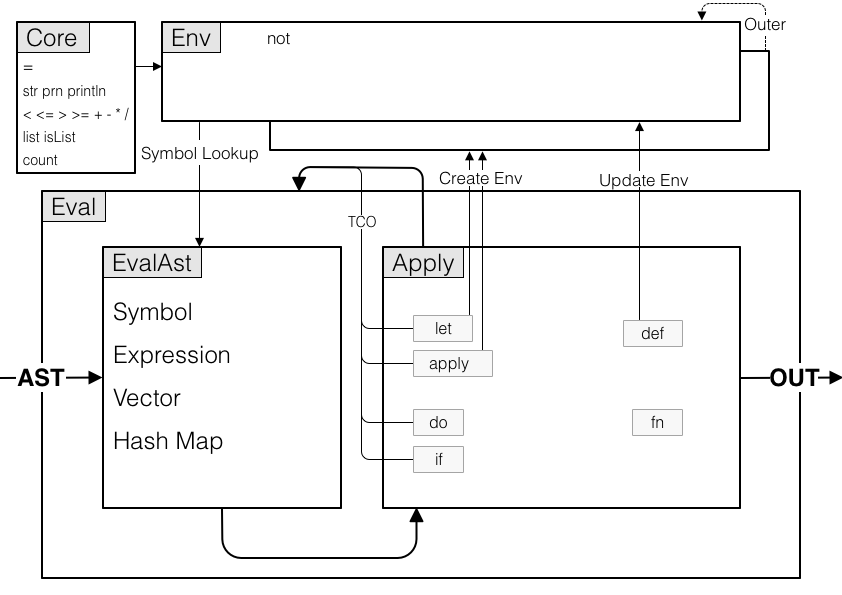 Core
=
str prn println
< <= > >= + - * /
list isList
count
Env
not
Outer
Symbol Lookup
Create Env
Update Env
Eval
TCO
EvalAst
Symbol
Expression
Vector
Hash Map
Apply
let
apply
do
if
def
fn
AST
OUT